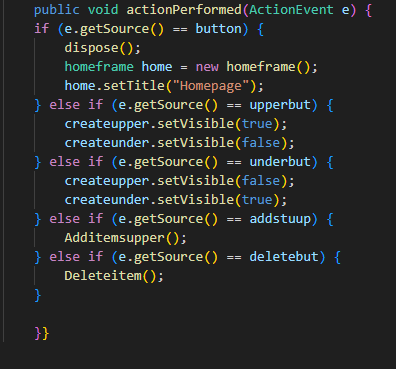 public void actionPerformed(ActionEvent e) {
if (e.getSource() == button) {
dispose();
homeframe home = new homeframe();
home.setTitle("Homepage");
} else if (e.getSource() == upperbut) {
createupper.setVisible(true);
createunder.setVisible(false);
} else if (e.getSource() == underbut) {
createupper.setVisible(false);
createunder.setVisible(true);
} else if (e.getSource() == addstuup) {
Additemsupper();
} else if (e.getSource() == deletebut) {
Deleteitem();
}
}}